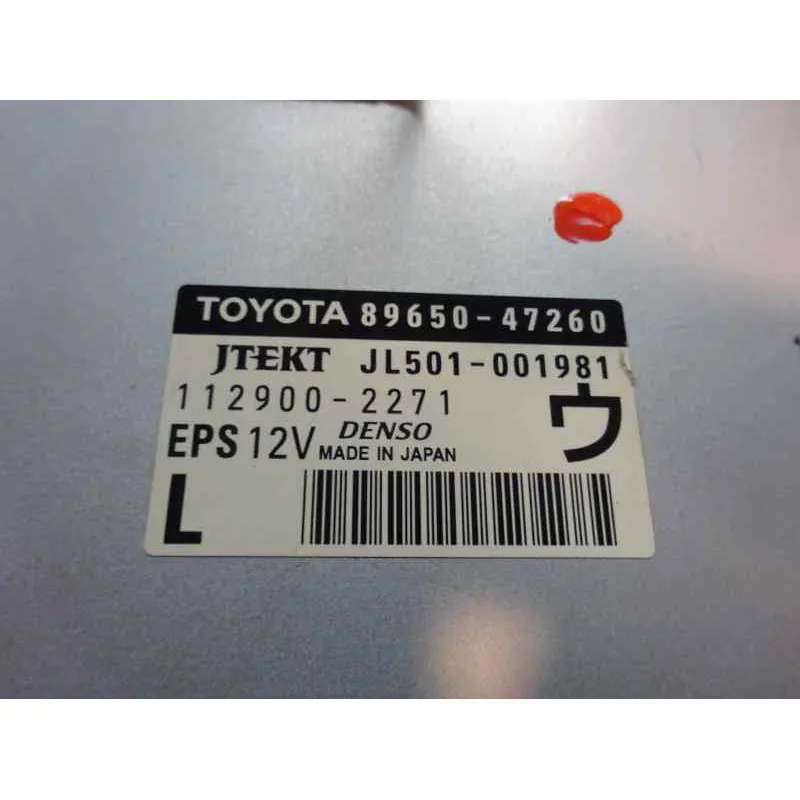 TOYOTA 89650-47260
JTEKT JL501-001981
112900-2271
ウ
EPS 12V DENSO
MADE IN JAPAN
L